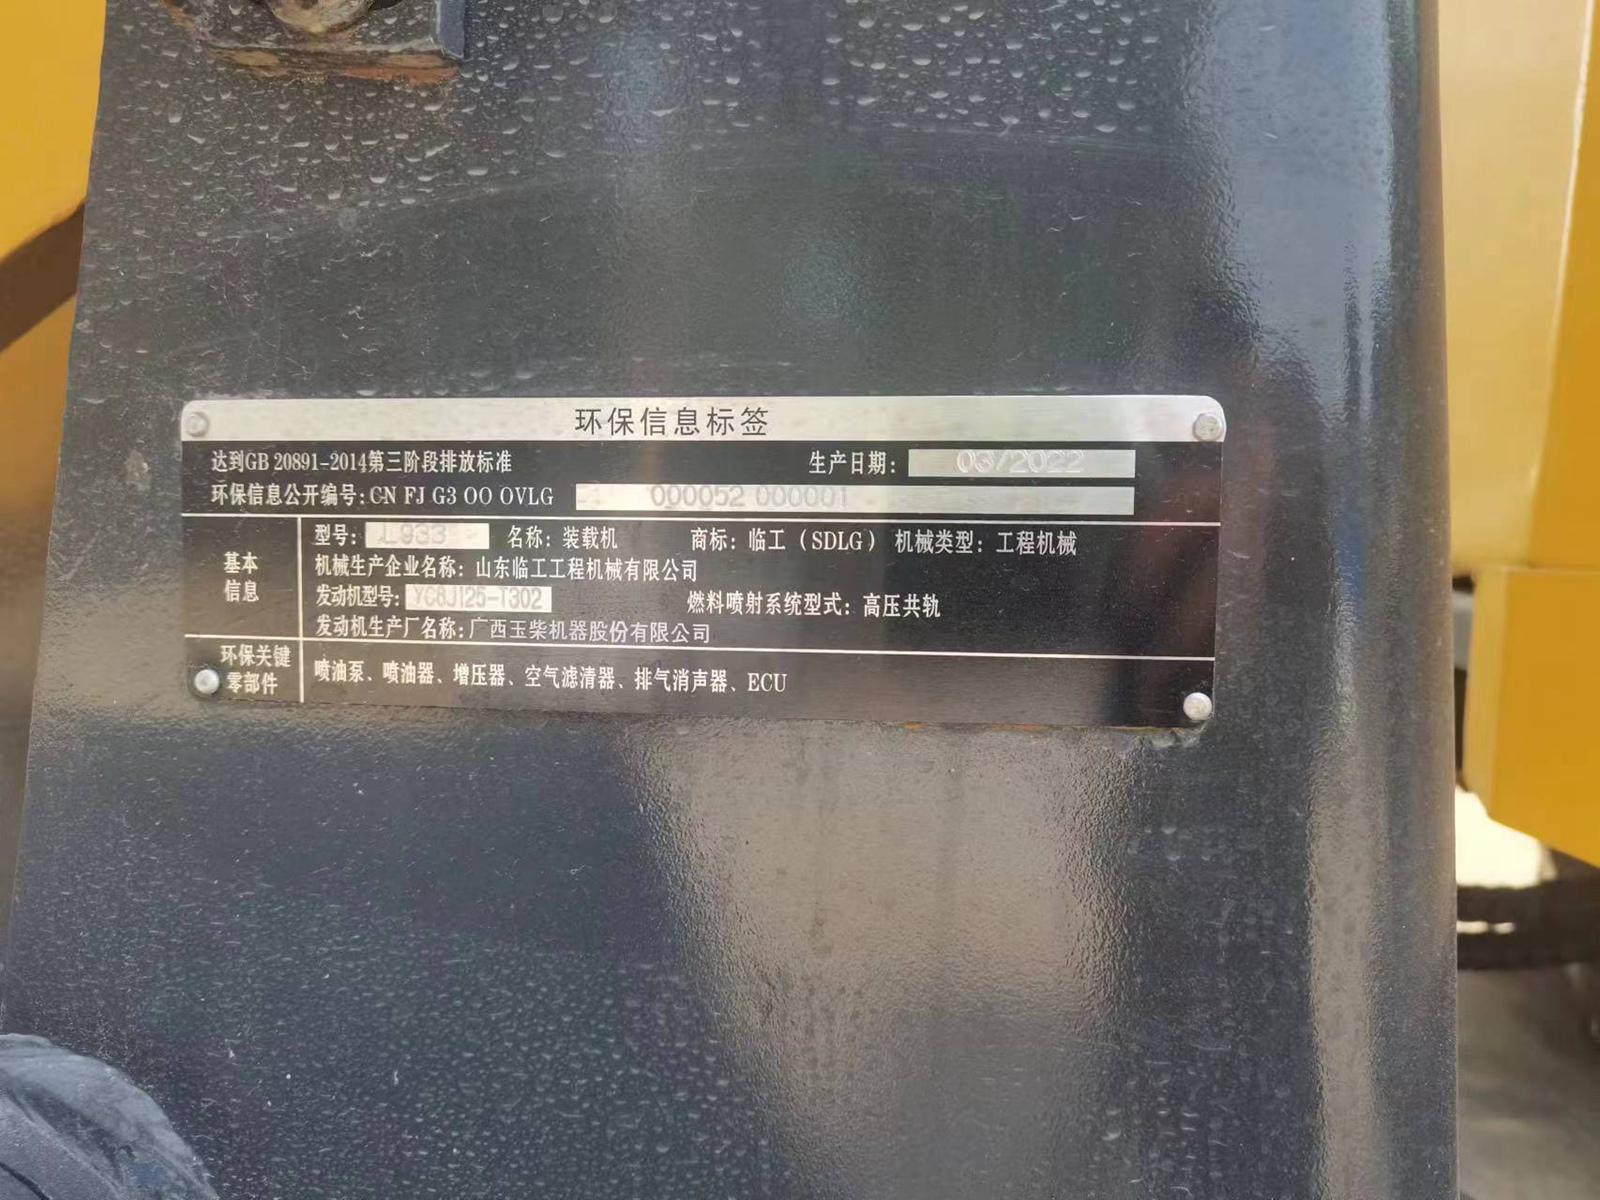 环保信息标签
达到GB 20891-2014第三阶段排放标准 生产日期: 03/2022
环保信息公开编号: CN FJ G3 OO OVLG 000052 000001
基本信息
型号: L933 名称: 装载机 商标: 临工（SDLG） 机械类型: 工程机械
机械生产企业名称: 山东临工工程机械有限公司
发动机型号: YC6J125-T302 燃料喷射系统型式: 高压共轨
发动机生产厂名称: 广西玉柴机器股份有限公司
环保关键零部件
喷油泵、喷油器、增压器、空气滤清器、排气消声器、ECU